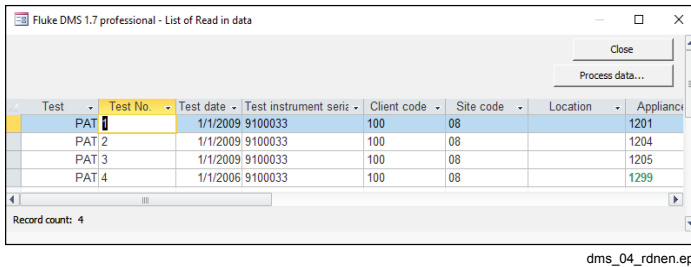 Fluke DMS 1.7 professional - List of Read in data
Close
Process data...
Test Test No. Test date Test instrument seria Client code Site code Location Appliance
PAT 1 1/1/2009 9100033 100 08 1201
PAT 2 1/1/2009 9100033 100 08 1204
PAT 3 1/1/2009 9100033 100 08 1205
PAT 4 1/1/2006 9100033 100 08 1299
Record count: 4
dms_04_rdnen.ep